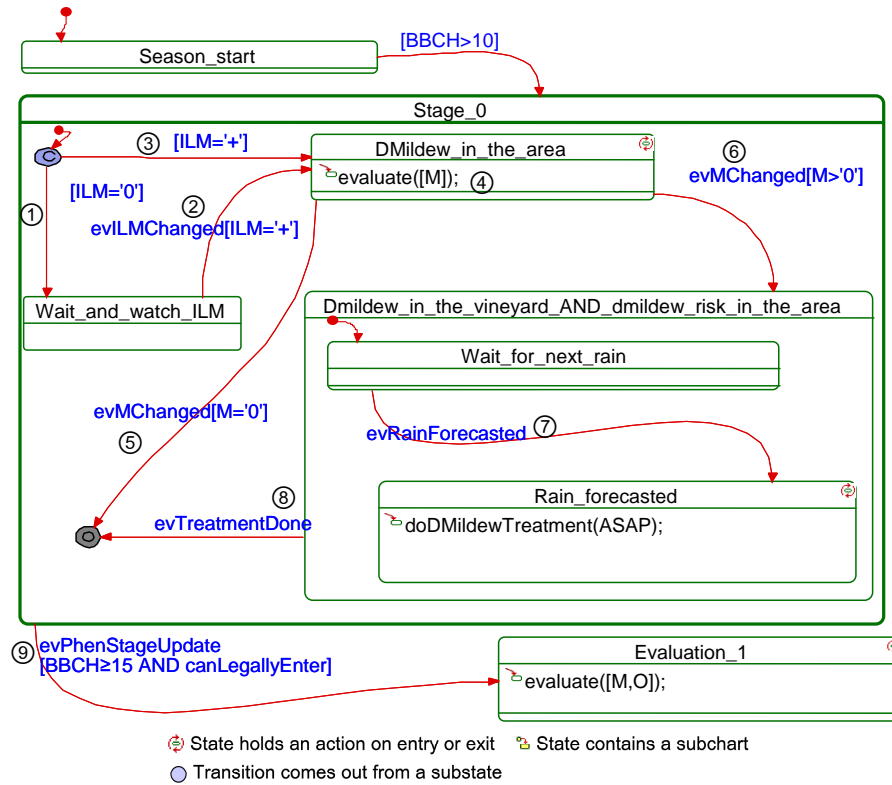 [BBCH>10]
Season_start
Stage_0
③ [ILM='+']
DMildew_in_the_area
⑥
evMChanged[M>'0']
C
evaluate([M]); ④
[ILM='0']
①
②
evILMChanged[ILM='+']
Wait_and_watch_ILM
Dmildew_in_the_vineyard_AND_dmildew_risk_in_the_area
Wait_for_next_rain
evMChanged[M='0']
⑤
evRainForecasted ⑦
Rain_forecasted
⑧
evTreatmentDone
doDMildewTreatment(ASAP);
⑨ evPhenStageUpdate
[BBCH≥15 AND canLegallyEnter]
Evaluation_1
evaluate([M,O]);
State holds an action on entry or exit
State contains a subchart
Transition comes out from a substate